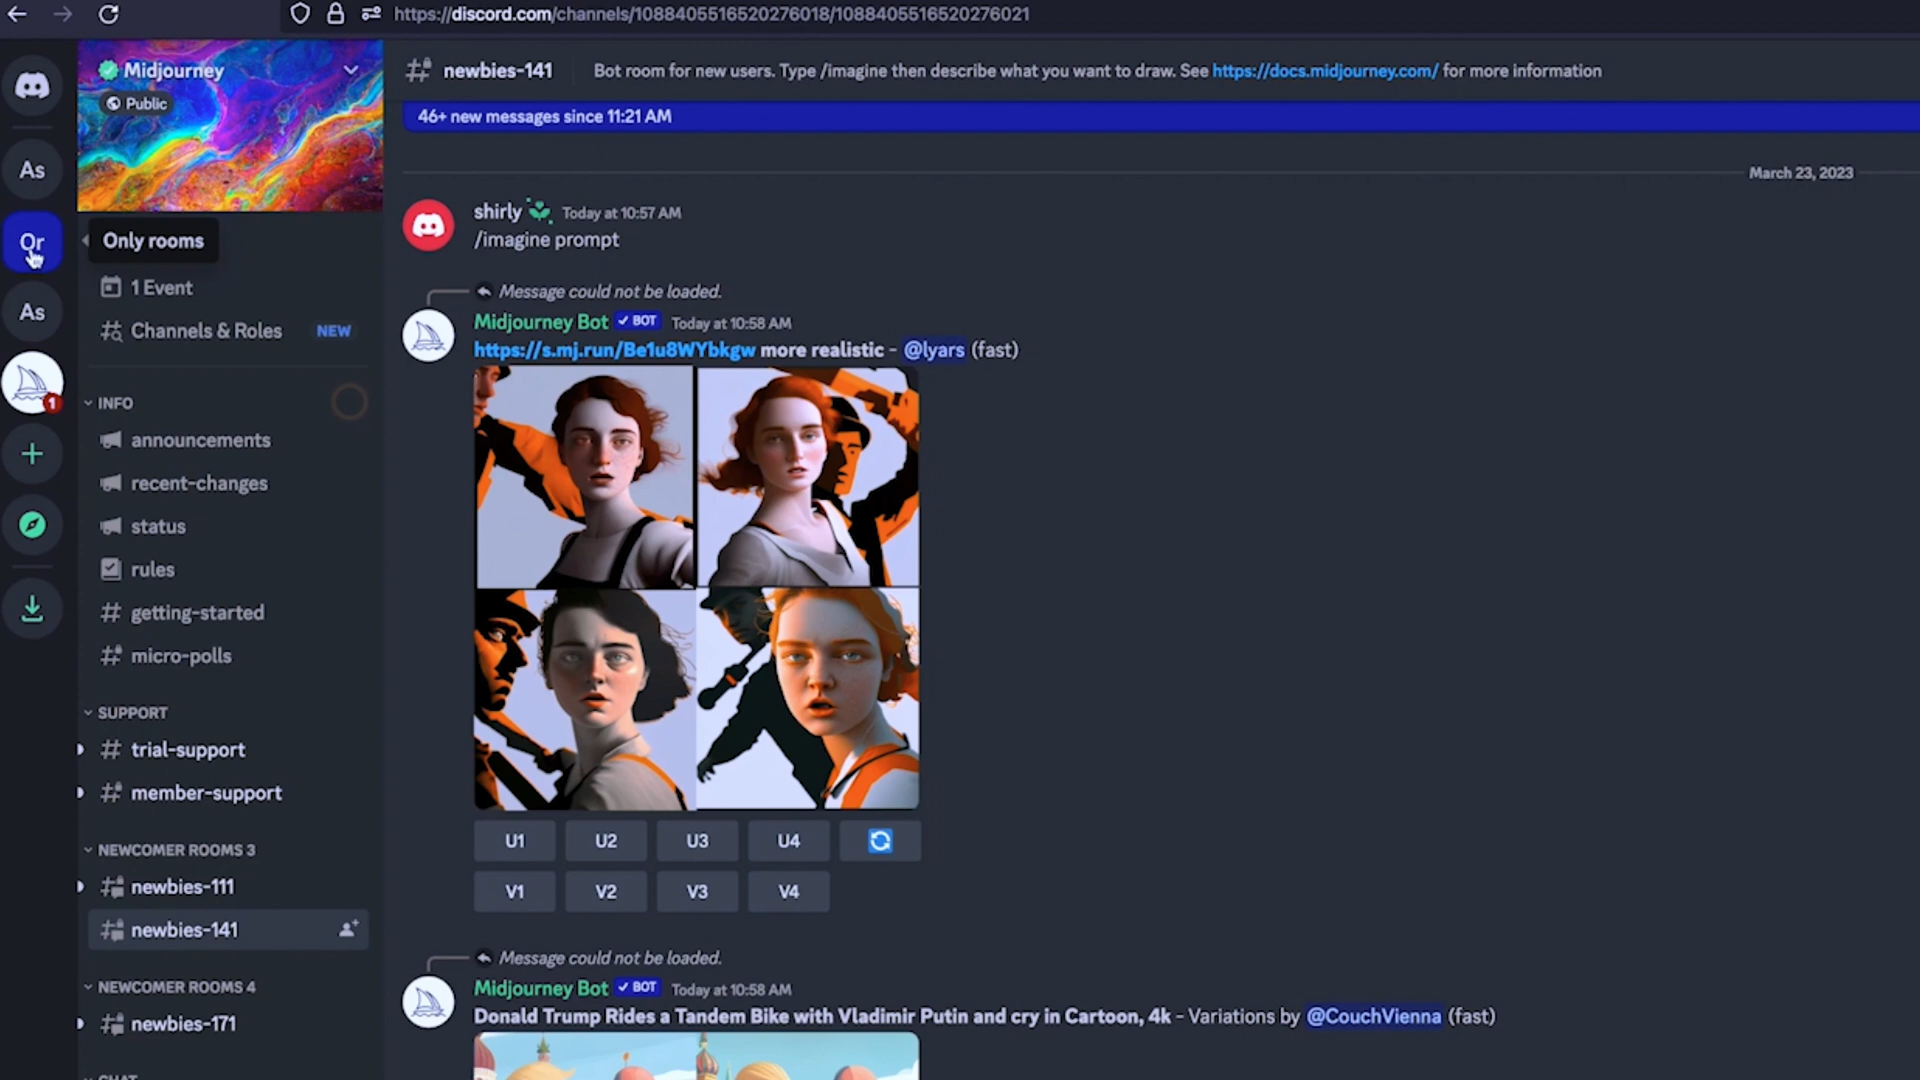 https://discord.com/channels/1088405516520276018/1088405516520276021
Midjourney
Public
As
Or
Only rooms
1 Event
As
Channels & Roles NEW
1
INFO
announcements
recent-changes
status
rules
getting-started
micro-polls
SUPPORT
trial-support
member-support
NEWCOMER ROOMS 3
newbies-111
newbies-141
NEWCOMER ROOMS 4
newbies-171
CHAT
newbies-141
Bot room for new users. Type /imagine then describe what you want to draw. See https://docs.midjourney.com/ for more information
46+ new messages since 11:21 AM
March 23, 2023
shirly Today at 10:57 AM
/imagine prompt
Message could not be loaded.
Midjourney Bot ✓ BOT Today at 10:58 AM
https://s.mj.run/Be1u8WYbkgw more realistic - @lyars (fast)
U1 U2 U3 U4
V1 V2 V3 V4
Message could not be loaded.
Midjourney Bot ✓ BOT Today at 10:58 AM
Donald Trump Rides a Tandem Bike with Vladimir Putin and cry in Cartoon, 4k - Variations by @CouchVienna (fast)